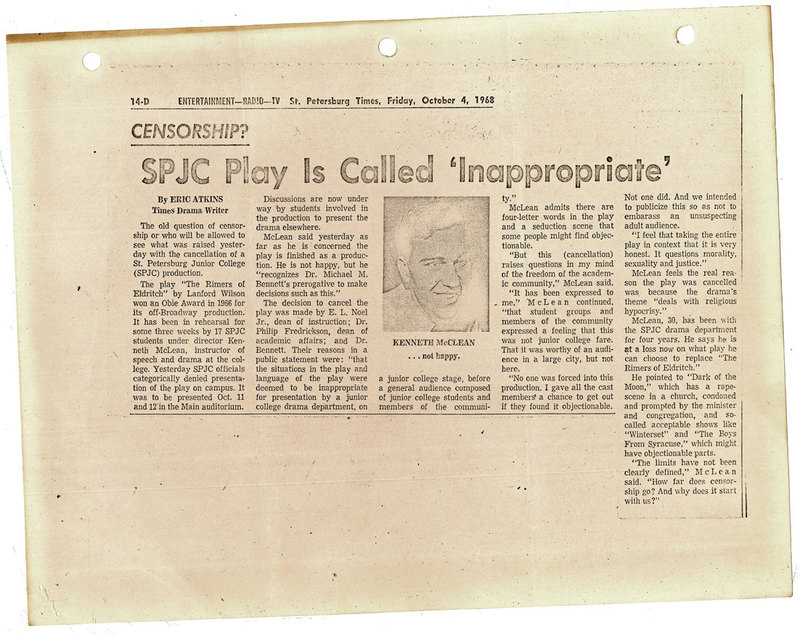 14-D ENTERTAINMENT—RADIO—TV St. Petersburg Times, Friday, October 4, 1968
CENSORSHIP?
SPJC Play Is Called 'Inappropriate'
By ERIC ATKINS
Times Drama Writer
The old question of censor-
ship or who will be allowed to
see what was raised yester-
day with the cancellation of a
St. Petersburg Junior College
(SPJC) production.
The play "The Rimers of
Eldritch" by Lanford Wilson
won an Obie Award in 1966 for
its off-Broadway production.
It has been in rehearsal for
some three weeks by 17 SPJC
students under director Ken-
neth McLean, instructor of
speech and drama at the col-
lege. Yesterday SPJC officials
categorically denied presenta-
tion of the play on campus. It
was to be presented Oct. 11
and 12 in the Main auditorium.
Discussions are now under
way by students involved in
the production to present the
drama elsewhere.
McLean said yesterday as
far as he is concerned the
play is finished as a produc-
tion. He is not happy, but he
"recognizes Dr. Michael M.
Bennett's prerogative to make
decisions such as this."
The decision to cancel the
play was made by E. L. Noel
Jr., dean of instruction; Dr.
Philip Fredrickson, dean of
academic affairs; and Dr.
Bennett. Their reasons in a
public statement were: "that
the situations in the play and
language of the play were
deemed to be inappropriate
for presentation by a junior
college drama department, on
KENNETH McCLEAN
. . . not happy.
a junior college stage, before
a general audience composed
of junior college students and
members of the communi-
ty."
McLean admits there are
four-letter words in the play
and a seduction scene that
some people might find objec-
tionable.
"But this (cancellation)
raises questions in my mind
of the freedom of the academ-
ic community," McLean said.
"It has been expressed to
me," McLean continued,
"that student groups and
members of the community
expressed a feeling that this
was not junior college fare.
That it was worthy of an audi-
ence in a large city, but not
here.
"No one was forced into this
production. I gave all the cast
members a chance to get out
if they found it objectionable.
Not one did. And we intended
to publicize this so as not to
embarass an unsuspecting
adult audience.
"I feel that taking the entire
play in context that it is very
honest. It questions morality,
sexuality and justice."
McLean feels the real rea-
son the play was cancelled
was because the drama's
theme "deals with religious
hypocrisy."
McLean, 30, has been with
the SPJC drama department
for four years. He says he is
at a loss now on what play he
can choose to replace "The
Rimers of Eldritch."
He pointed to "Dark of the
Moon," which has a rape-
scene in a church, condoned
and prompted by the minister
and congregation, and so-
called acceptable shows like
"Winterset" and "The Boys
From Syracuse," which might
have objectionable parts.
"The limits have not been
clearly defined," McLean
said. "How far does censor-
ship go? And why does it start
with us?"